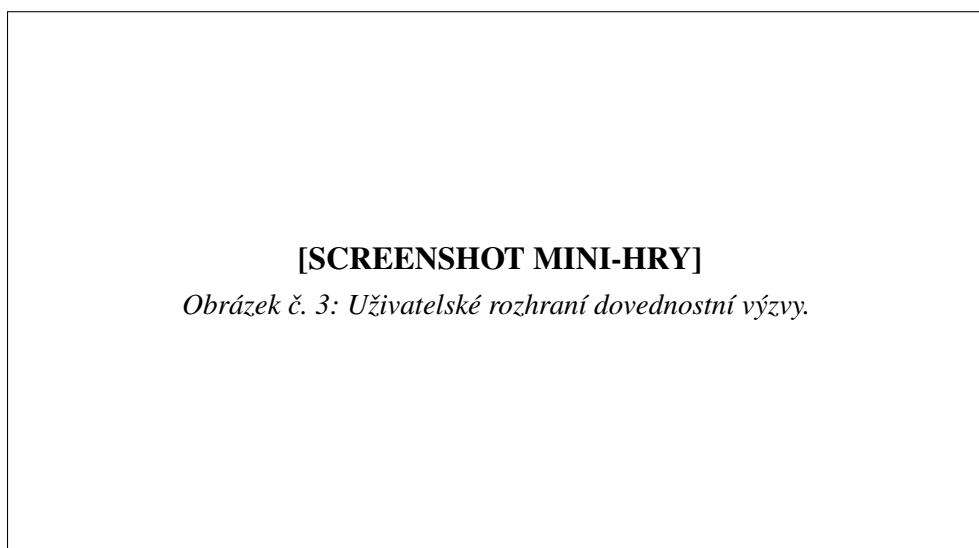 [SCREENSHOT MINI-HRY]
Obrázek č. 3: Uživatelské rozhraní dovednostní výzvy.